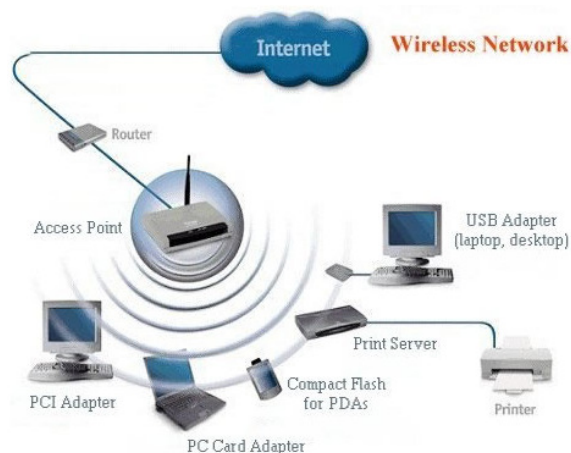 Internet
Wireless Network
Router
Access Point
USB Adapter
(laptop, desktop)
Print Server
PCI Adapter
Compact Flash
for PDAs
Printer
PC Card Adapter